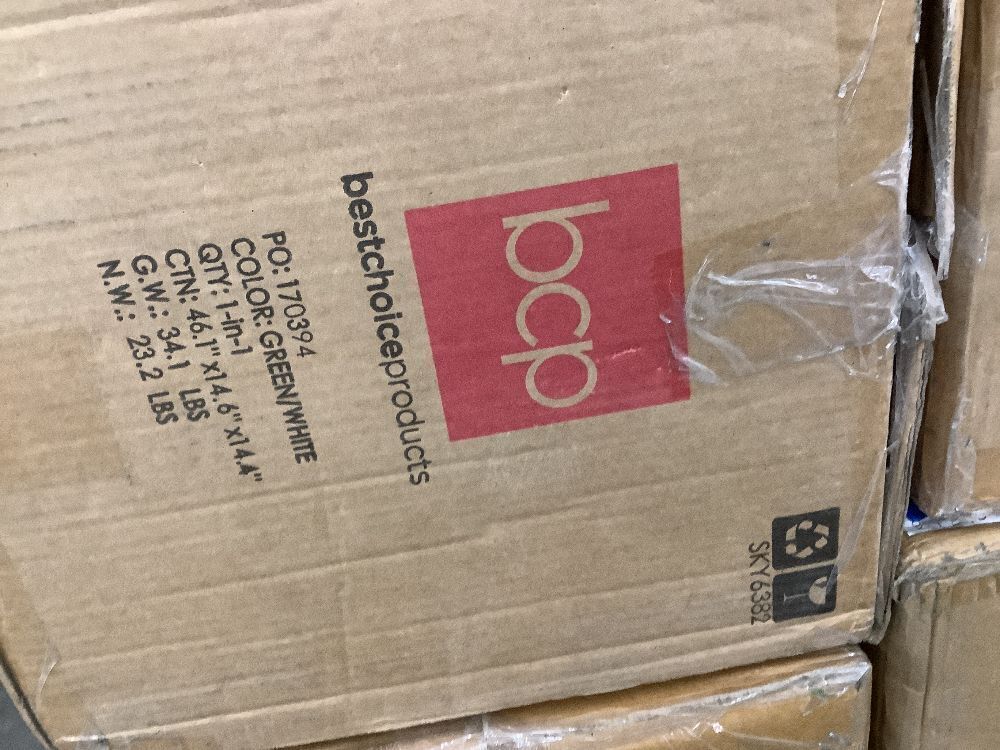 SKY6382
bcp
bestchoiceproducts
PO: 170394
COLOR: GREEN/WHITE
QTY: 1-in-1
CTN: 46.1"x14.6"x14.4"
G.W.: 34.1 LBS
N.W.: 23.2 LBS